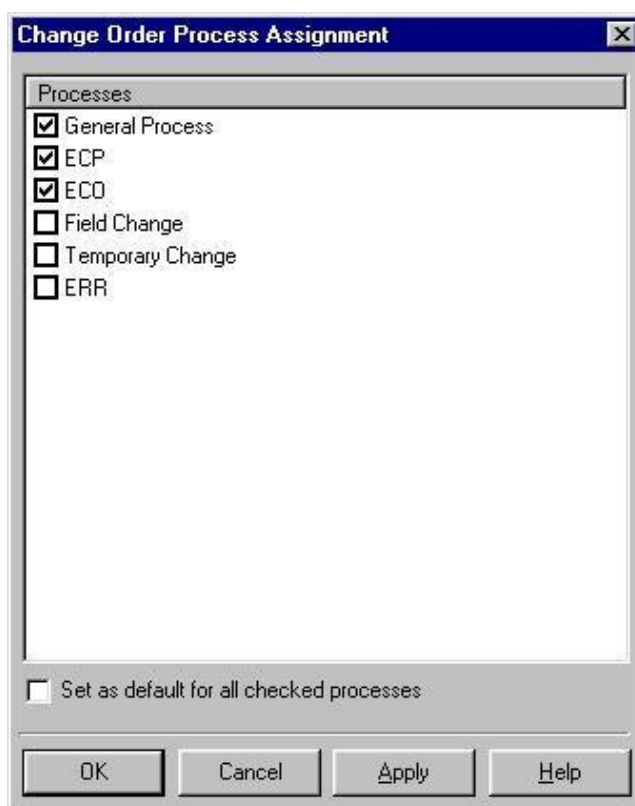 Change Order Process Assignment
Processes
General Process
ECP
ECO
Field Change
Temporary Change
ERR
Set as default for all checked processes
OK Cancel Apply Help